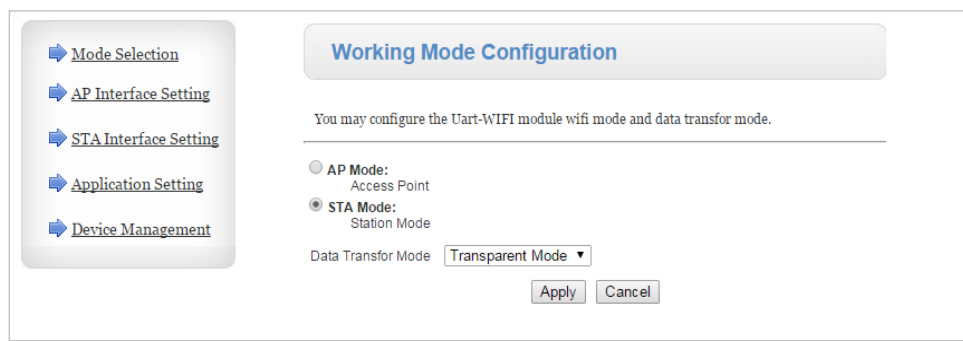 Mode Selection
AP Interface Setting
STA Interface Setting
Application Setting
Device Management
Working Mode Configuration
You may configure the Uart-WIFI module wifi mode and data transfor mode.
AP Mode:
Access Point
STA Mode:
Station Mode
Data Transfor Mode Transparent Mode
Apply Cancel